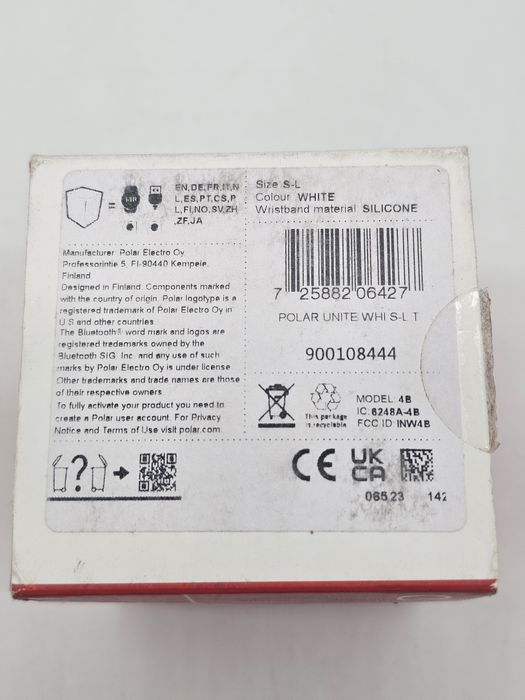 EN,DE,FR,IT,N
L,ES,PT,CS,P
L,FI,NO,SV,ZH
,ZF,JA
Size S-L
Colour WHITE
Wristband material SILICONE
Manufacturer: Polar Electro Oy,
Professorintie 5, FI-90440 Kempele,
Finland
Designed in Finland. Components marked
with the country of origin. Polar logotype is a
registered trademark of Polar Electro Oy in
U.S and other countries.
The Bluetooth® word mark and logos are
registered trademarks owned by the
Bluetooth SIG, Inc. and any use of such
marks by Polar Electro Oy is under license
Other trademarks and trade names are those
of their respective owners
To fully activate your product you need to
create a Polar user account. For Privacy
Notice and Terms of Use visit polar.com
7 25882 06427
POLAR UNITE WHI S-L T
900108444
This package
is recyclable
MODEL: 4B
IC: 6248A-4B
FCC ID: INW4B
?
CE UK
CA
065 23